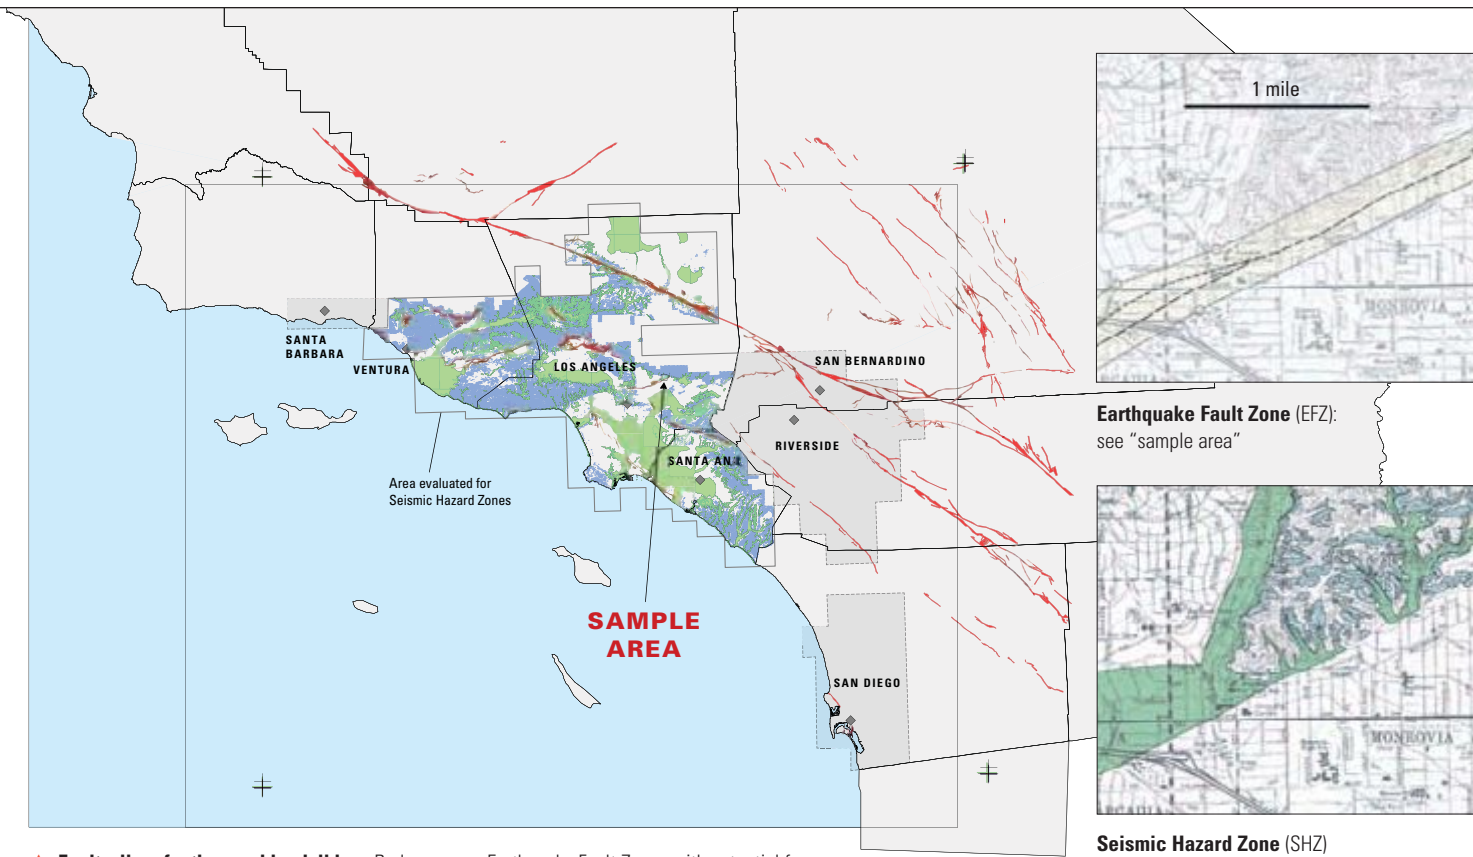 1 mile
MONROVIA
Earthquake Fault Zone (EFZ):
see “sample area”
SANTA
BARBARA
VENTURA
LOS ANGELES
SAN BERNARDINO
RIVERSIDE
SANTA ANA
Area evaluated for
Seismic Hazard Zones
SAMPLE
AREA
SAN DIEGO
MONROVIA
ARCADIA
Seismic Hazard Zone (SHZ)